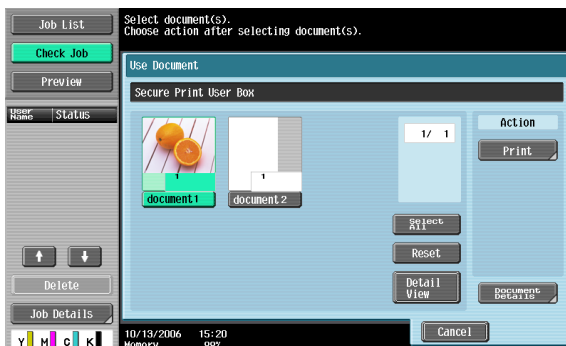 Job List
Check Job
Preview
User Name
Status
Delete
Job Details
Y M C K
Select document(s).
Choose action after selecting document(s).
Use Document
Secure Print User Box
1
document1
1
document2
1/ 1
Select All
Reset
Detail View
Action
Print
Document Details
10/13/2006 15:20
Memory 99%
Cancel